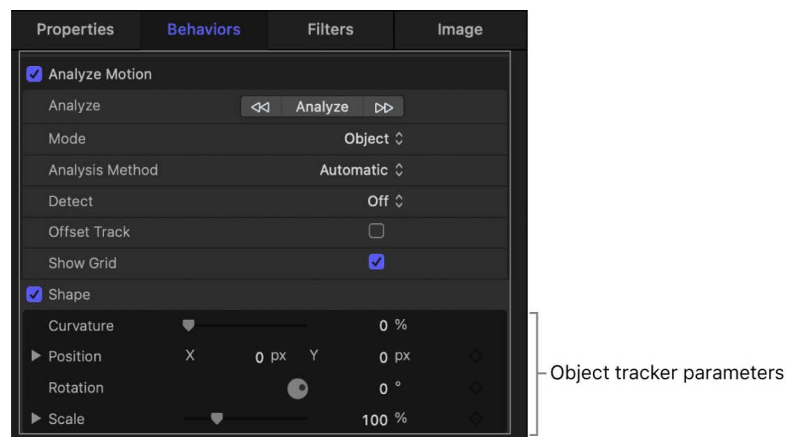 Properties Behaviors Filters Image
Analyze Motion
Analyze Analyze
Mode Object
Analysis Method Automatic
Detect Off
Offset Track
Show Grid
Shape
Curvature 0 %
Position X 0 px Y 0 px
Object tracker parameters
Rotation 0 °
Scale 100 %